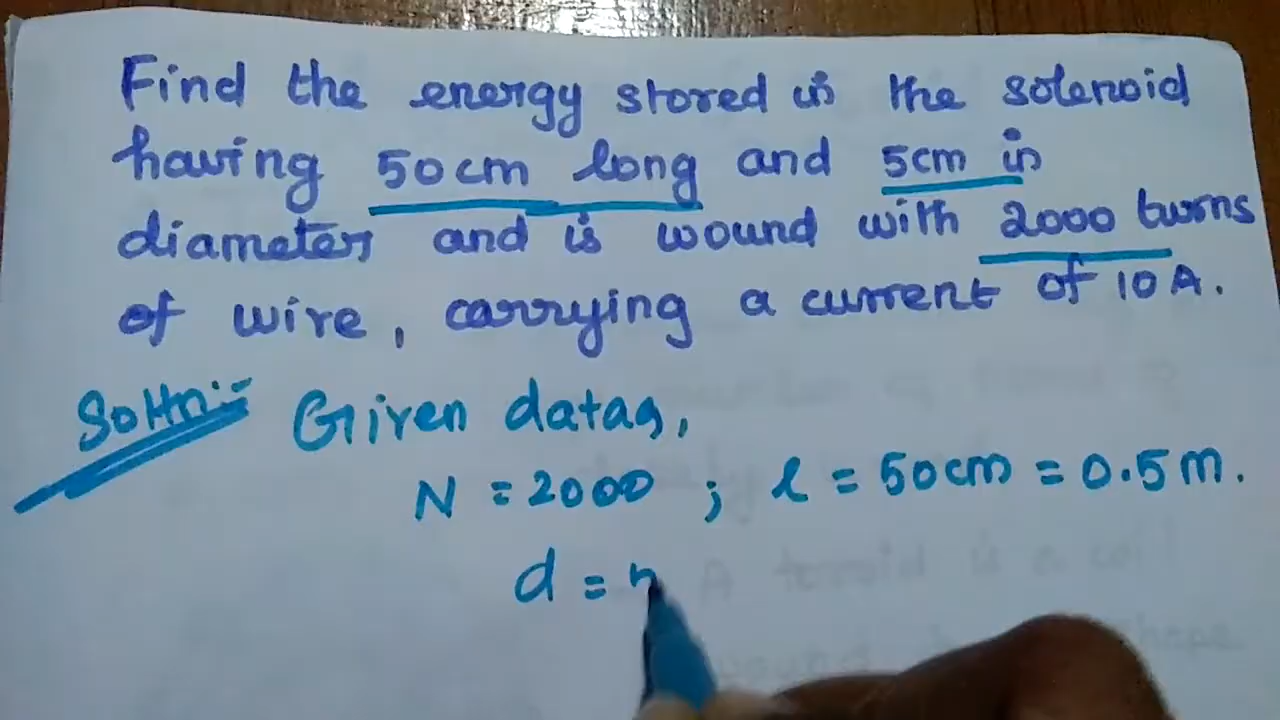 Find the energy stored in the solenoid
having 50cm long and 5cm in
diameter and is wound with 2000 turns
of wire, carrying a current of 10A.
Soltn:- Given datas,
N = 2000 ; l = 50cm = 0.5m.
d =